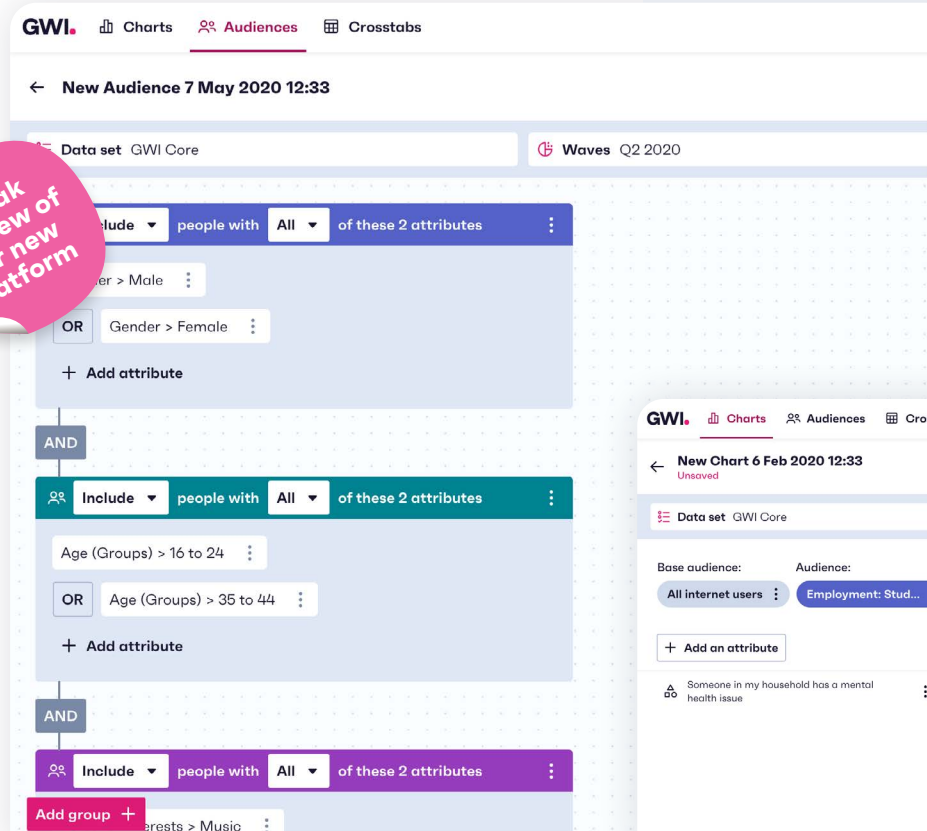 GWI. Charts Audiences Crosstabs
New Audience 7 May 2020 12:33
Data set GWI Core
Waves Q2 2020
new
people with All of these 2 attributes
> Male
OR Gender > Female
+ Add attribute
AND
Include people with All of these 2 attributes
Age (Groups) > 16 to 24
OR Age (Groups) > 35 to 44
+ Add attribute
AND
Include people with All of these 2 attributes
Add group +
> Music
GWI. Charts Audiences
New Chart 6 Feb 2020 12:33
Unsaved
Data set GWI Core
Base audience: Audience:
All internet users Employment: Stud...
+ Add an attribute
Someone in my household has a mental
health issue